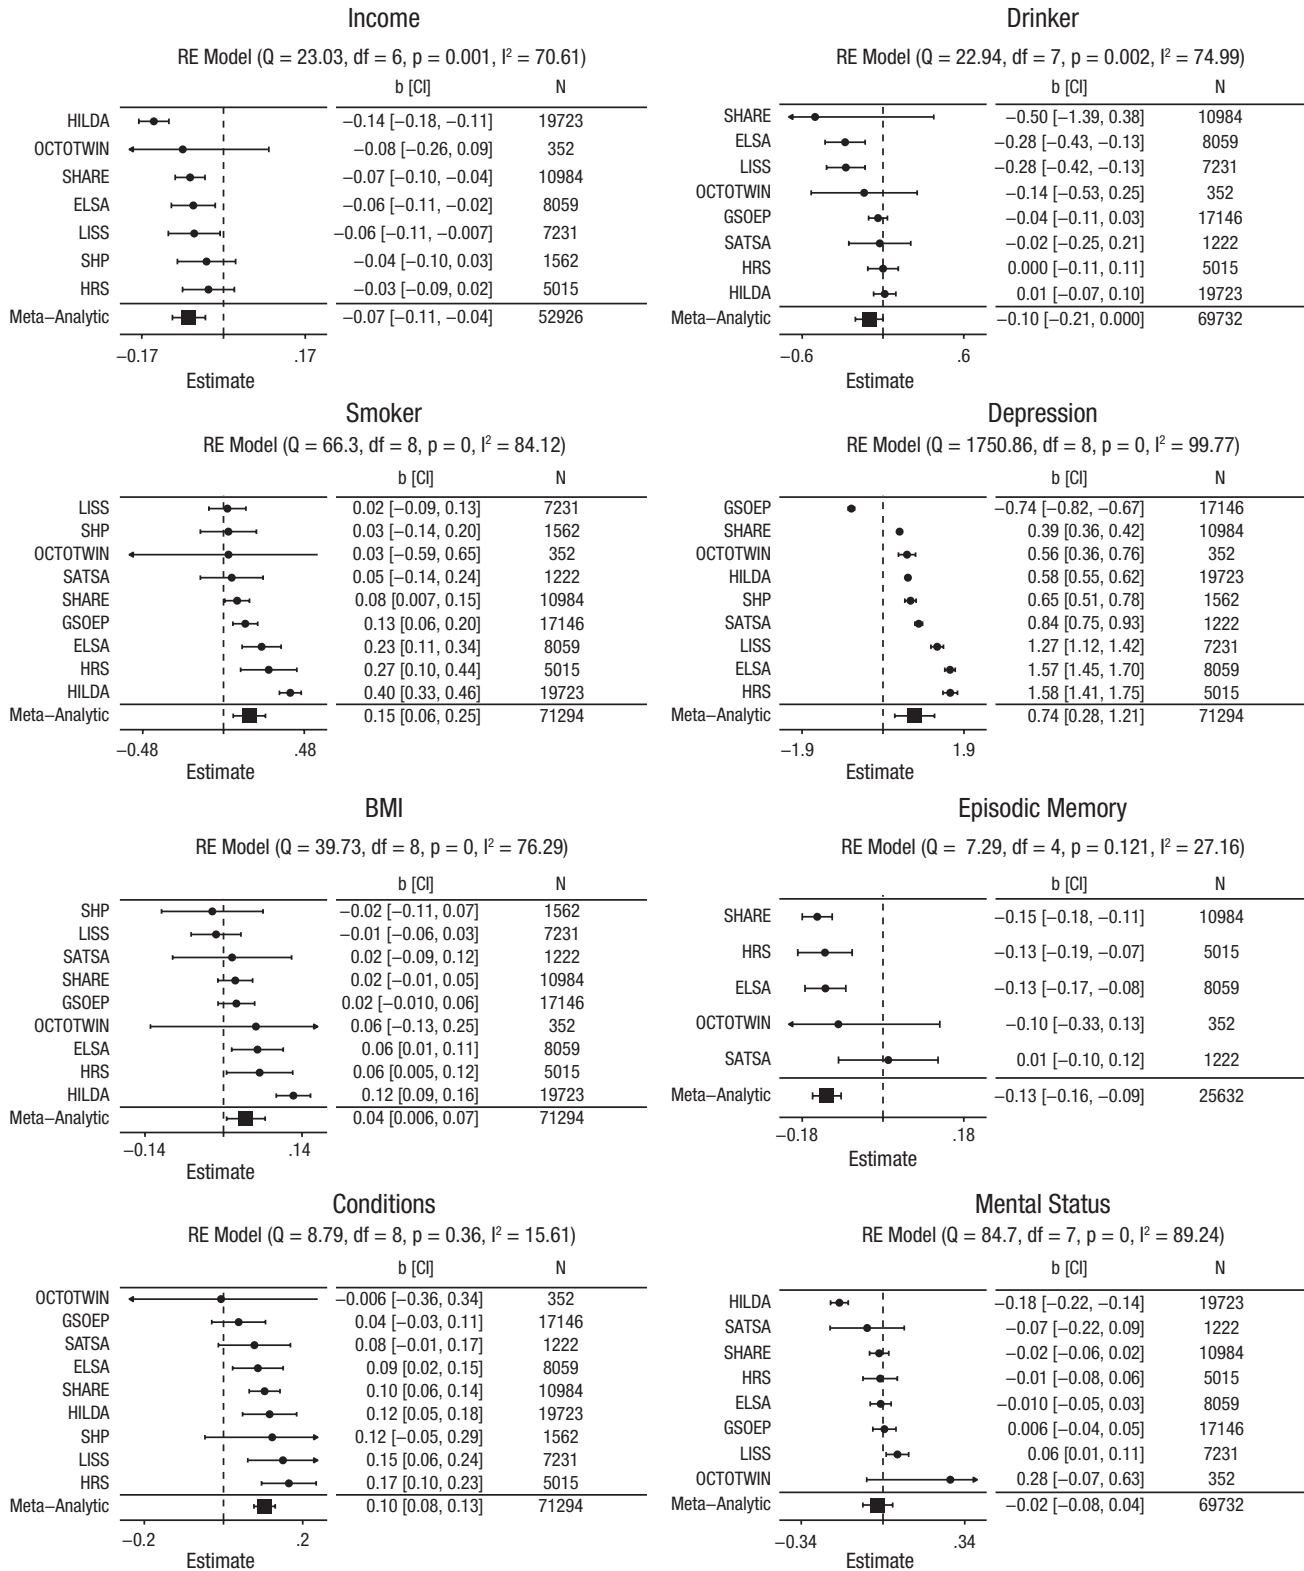 Income
RE Model (Q = 23.03, df = 6, p = 0.001, I² = 70.61)
b [CI] N
HILDA −0.14 [−0.18, −0.11] 19723
OCTOTWIN −0.08 [−0.26, 0.09] 352
SHARE −0.07 [−0.10, −0.04] 10984
ELSA −0.06 [−0.11, −0.02] 8059
LISS −0.06 [−0.11, −0.007] 7231
SHP −0.04 [−0.10, 0.03] 1562
HRS −0.03 [−0.09, 0.02] 5015
Meta−Analytic −0.07 [−0.11, −0.04] 52926
−0.17 .17
Estimate
Drinker
RE Model (Q = 22.94, df = 7, p = 0.002, I² = 74.99)
b [CI] N
SHARE −0.50 [−1.39, 0.38] 10984
ELSA −0.28 [−0.43, −0.13] 8059
LISS −0.28 [−0.42, −0.13] 7231
OCTOTWIN −0.14 [−0.53, 0.25] 352
GSOEP −0.04 [−0.11, 0.03] 17146
SATSA −0.02 [−0.25, 0.21] 1222
HRS 0.000 [−0.11, 0.11] 5015
HILDA 0.01 [−0.07, 0.10] 19723
Meta−Analytic −0.10 [−0.21, 0.000] 69732
−0.6 .6
Estimate
Smoker
RE Model (Q = 66.3, df = 8, p = 0, I² = 84.12)
b [CI] N
LISS 0.02 [−0.09, 0.13] 7231
SHP 0.03 [−0.14, 0.20] 1562
OCTOTWIN 0.03 [−0.59, 0.65] 352
SATSA 0.05 [−0.14, 0.24] 1222
SHARE 0.08 [0.007, 0.15] 10984
GSOEP 0.13 [0.06, 0.20] 17146
ELSA 0.23 [0.11, 0.34] 8059
HRS 0.27 [0.10, 0.44] 5015
HILDA 0.40 [0.33, 0.46] 19723
Meta−Analytic 0.15 [0.06, 0.25] 71294
−0.48 .48
Estimate
Depression
RE Model (Q = 1750.86, df = 8, p = 0, I² = 99.77)
b [CI] N
GSOEP −0.74 [−0.82, −0.67] 17146
SHARE 0.39 [0.36, 0.42] 10984
OCTOTWIN 0.56 [0.36, 0.76] 352
HILDA 0.58 [0.55, 0.62] 19723
SHP 0.65 [0.51, 0.78] 1562
SATSA 0.84 [0.75, 0.93] 1222
LISS 1.27 [1.12, 1.42] 7231
ELSA 1.57 [1.45, 1.70] 8059
HRS 1.58 [1.41, 1.75] 5015
Meta−Analytic 0.74 [0.28, 1.21] 71294
−1.9 1.9
Estimate
BMI
RE Model (Q = 39.73, df = 8, p = 0, I² = 76.29)
b [CI] N
SHP −0.02 [−0.11, 0.07] 1562
LISS −0.01 [−0.06, 0.03] 7231
SATSA 0.02 [−0.09, 0.12] 1222
SHARE 0.02 [−0.01, 0.05] 10984
GSOEP 0.02 [−0.010, 0.06] 17146
OCTOTWIN 0.06 [−0.13, 0.25] 352
ELSA 0.06 [0.01, 0.11] 8059
HRS 0.06 [0.005, 0.12] 5015
HILDA 0.12 [0.09, 0.16] 19723
Meta−Analytic 0.04 [0.006, 0.07] 71294
−0.14 .14
Estimate
Episodic Memory
RE Model (Q = 7.29, df = 4, p = 0.121, I² = 27.16)
b [CI] N
SHARE −0.15 [−0.18, −0.11] 10984
HRS −0.13 [−0.19, −0.07] 5015
ELSA −0.13 [−0.17, −0.08] 8059
OCTOTWIN −0.10 [−0.33, 0.13] 352
SATSA 0.01 [−0.10, 0.12] 1222
Meta−Analytic −0.13 [−0.16, −0.09] 25632
−0.18 .18
Estimate
Conditions
RE Model (Q = 8.79, df = 8, p = 0.36, I² = 15.61)
b [CI] N
OCTOTWIN −0.006 [−0.36, 0.34] 352
GSOEP 0.04 [−0.03, 0.11] 17146
SATSA 0.08 [−0.01, 0.17] 1222
ELSA 0.09 [0.02, 0.15] 8059
SHARE 0.10 [0.06, 0.14] 10984
HILDA 0.12 [0.05, 0.18] 19723
SHP 0.12 [−0.05, 0.29] 1562
LISS 0.15 [0.06, 0.24] 7231
HRS 0.17 [0.10, 0.23] 5015
Meta−Analytic 0.10 [0.08, 0.13] 71294
−0.2 .2
Estimate
Mental Status
RE Model (Q = 84.7, df = 7, p = 0, I² = 89.24)
b [CI] N
HILDA −0.18 [−0.22, −0.14] 19723
SATSA −0.07 [−0.22, 0.09] 1222
SHARE −0.02 [−0.06, 0.02] 10984
HRS −0.01 [−0.08, 0.06] 5015
ELSA −0.010 [−0.05, 0.03] 8059
GSOEP 0.006 [−0.04, 0.05] 17146
LISS 0.06 [0.01, 0.11] 7231
OCTOTWIN 0.28 [−0.07, 0.63] 352
Meta−Analytic −0.02 [−0.08, 0.04] 69732
−0.34 .34
Estimate